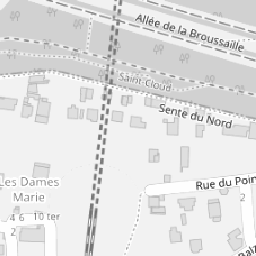 Allée de la Broussaille
Saint-Cloud
Sente du Nord
Les Dames
Marie
Rue du Poin
4 6 10 ter
2
2